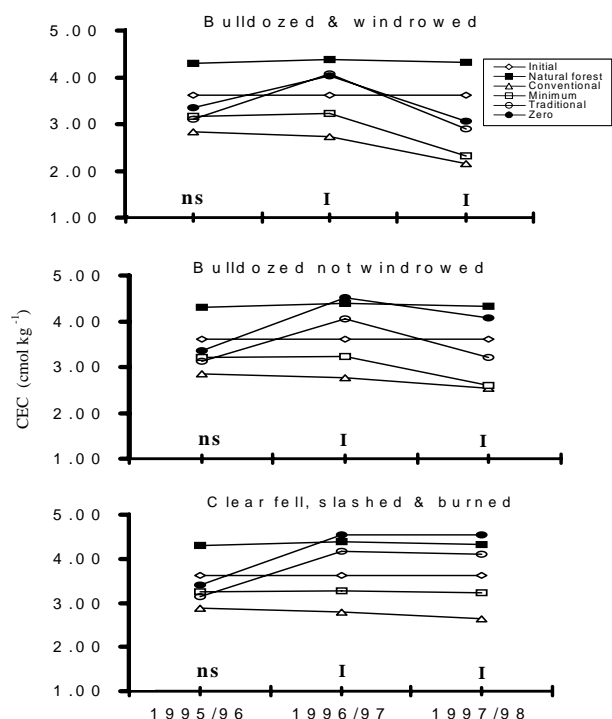 Bulldozed & windrowed
5.00
4.00
3.00
2.00
1.00
ns I I
Initial
Natural forest
Conventional
Minimum
Traditional
Zero
Bulldozed not windrowed
5.00
4.00
3.00
2.00
1.00
ns I I
CEC (cmol kg-1)
Clear fell, slashed & burned
5.00
4.00
3.00
2.00
1.00
ns I I
1995/96 1996/97 1997/98